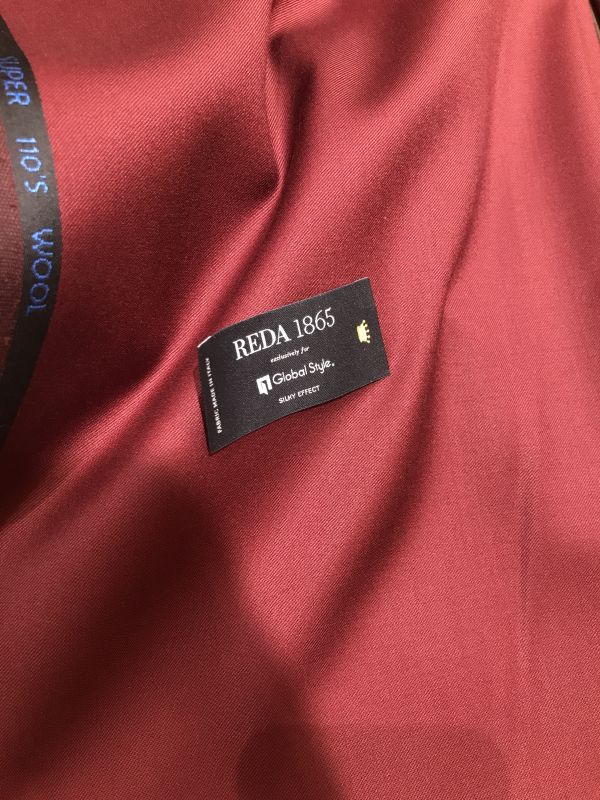 SUPER 110'S WOOL
REDA 1865
exclusively for
Global Style.
SILKY EFFECT
FABRIC MADE IN ITALY